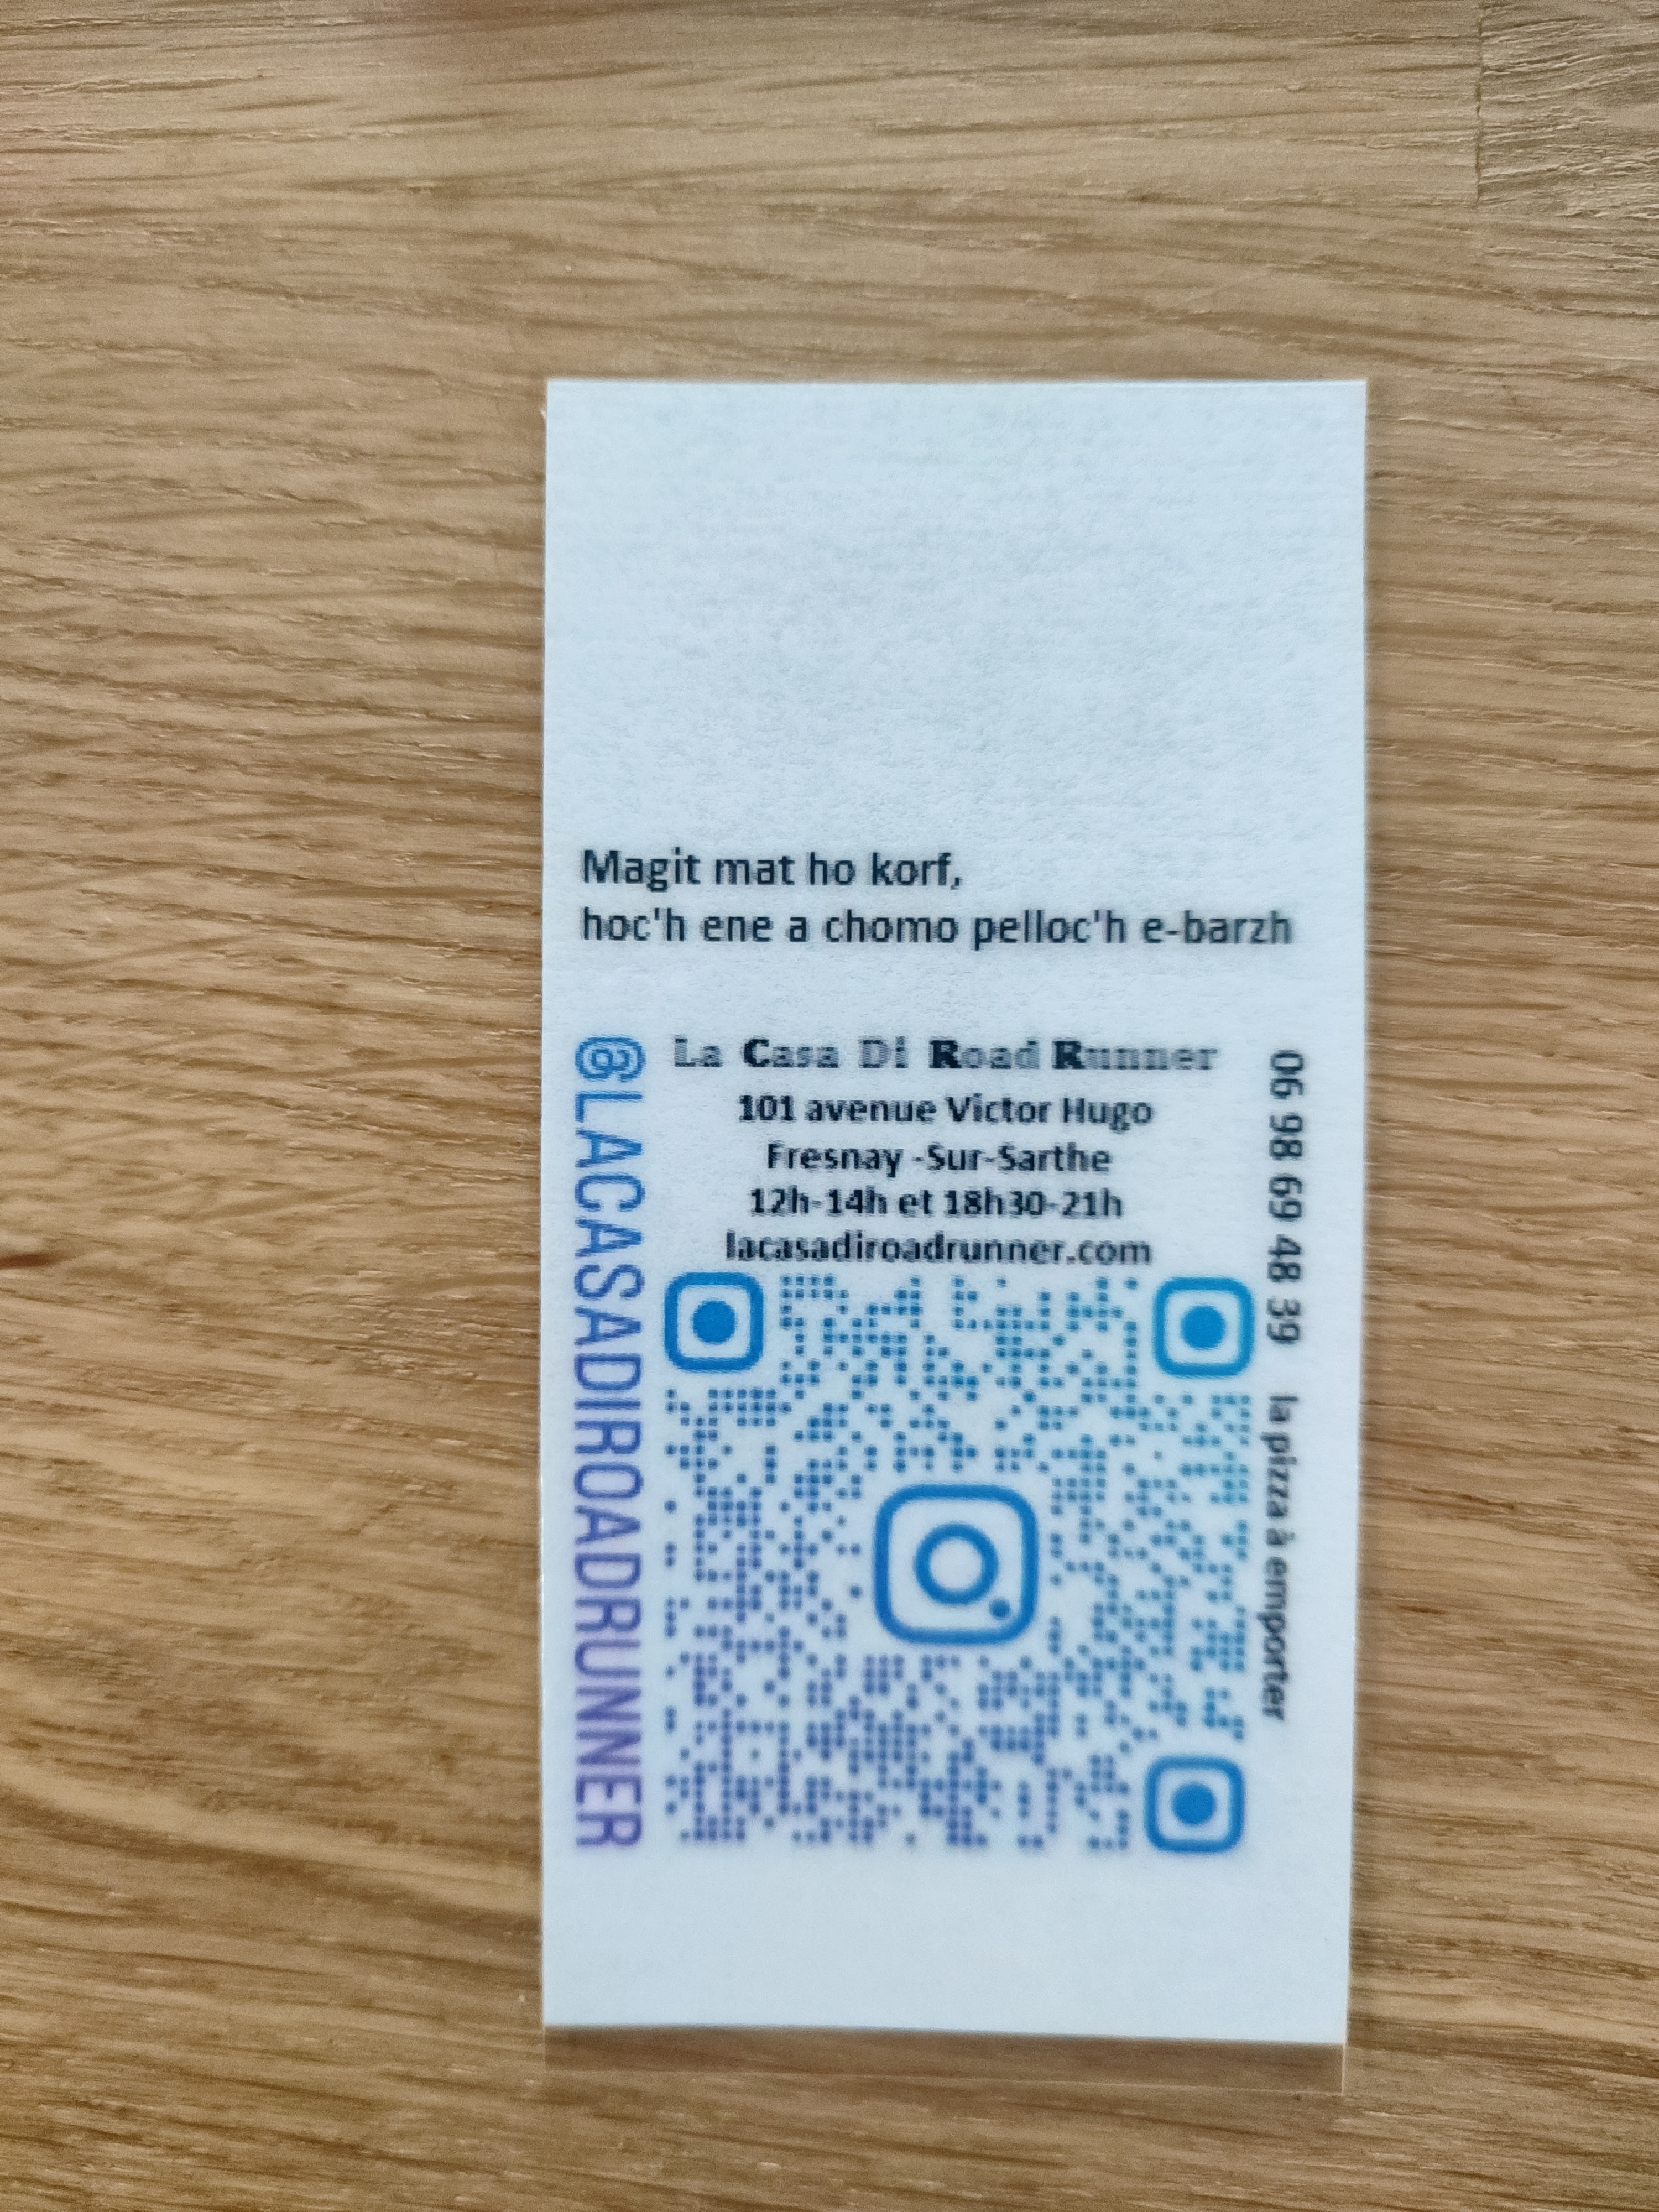 Magit mat ho korf,
hoc'h ene a chomo pelloc'h e-barzh
La Casa Di Road Runner
101 avenue Victor Hugo
Fresnay -Sur-Sarthe
12h-14h et 18h30-21h
lacasadiroadrunner.com
@LACASADIROADRUNNER
06 98 69 48 39 la pizza à emporter